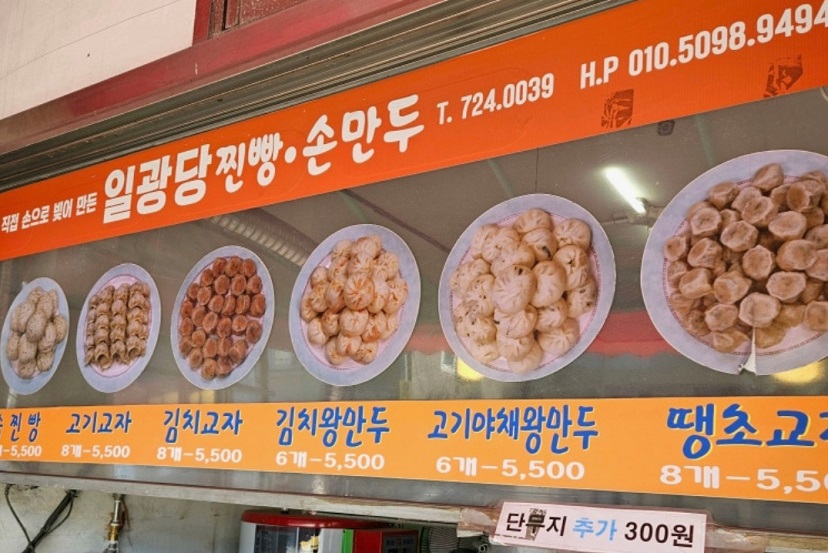 직접 손으로 빚어 만든 일광당 찐빵·손만두 T. 724.0039 H.P 010.5098.9494
찐빵 고기교자 김치교자 김치왕만두 고기야채왕만두 땡초교
-5,500 8개-5,500 8개-5,500 6개-5,500 6개-5,500 8개-5,5
단무지 추가 300원